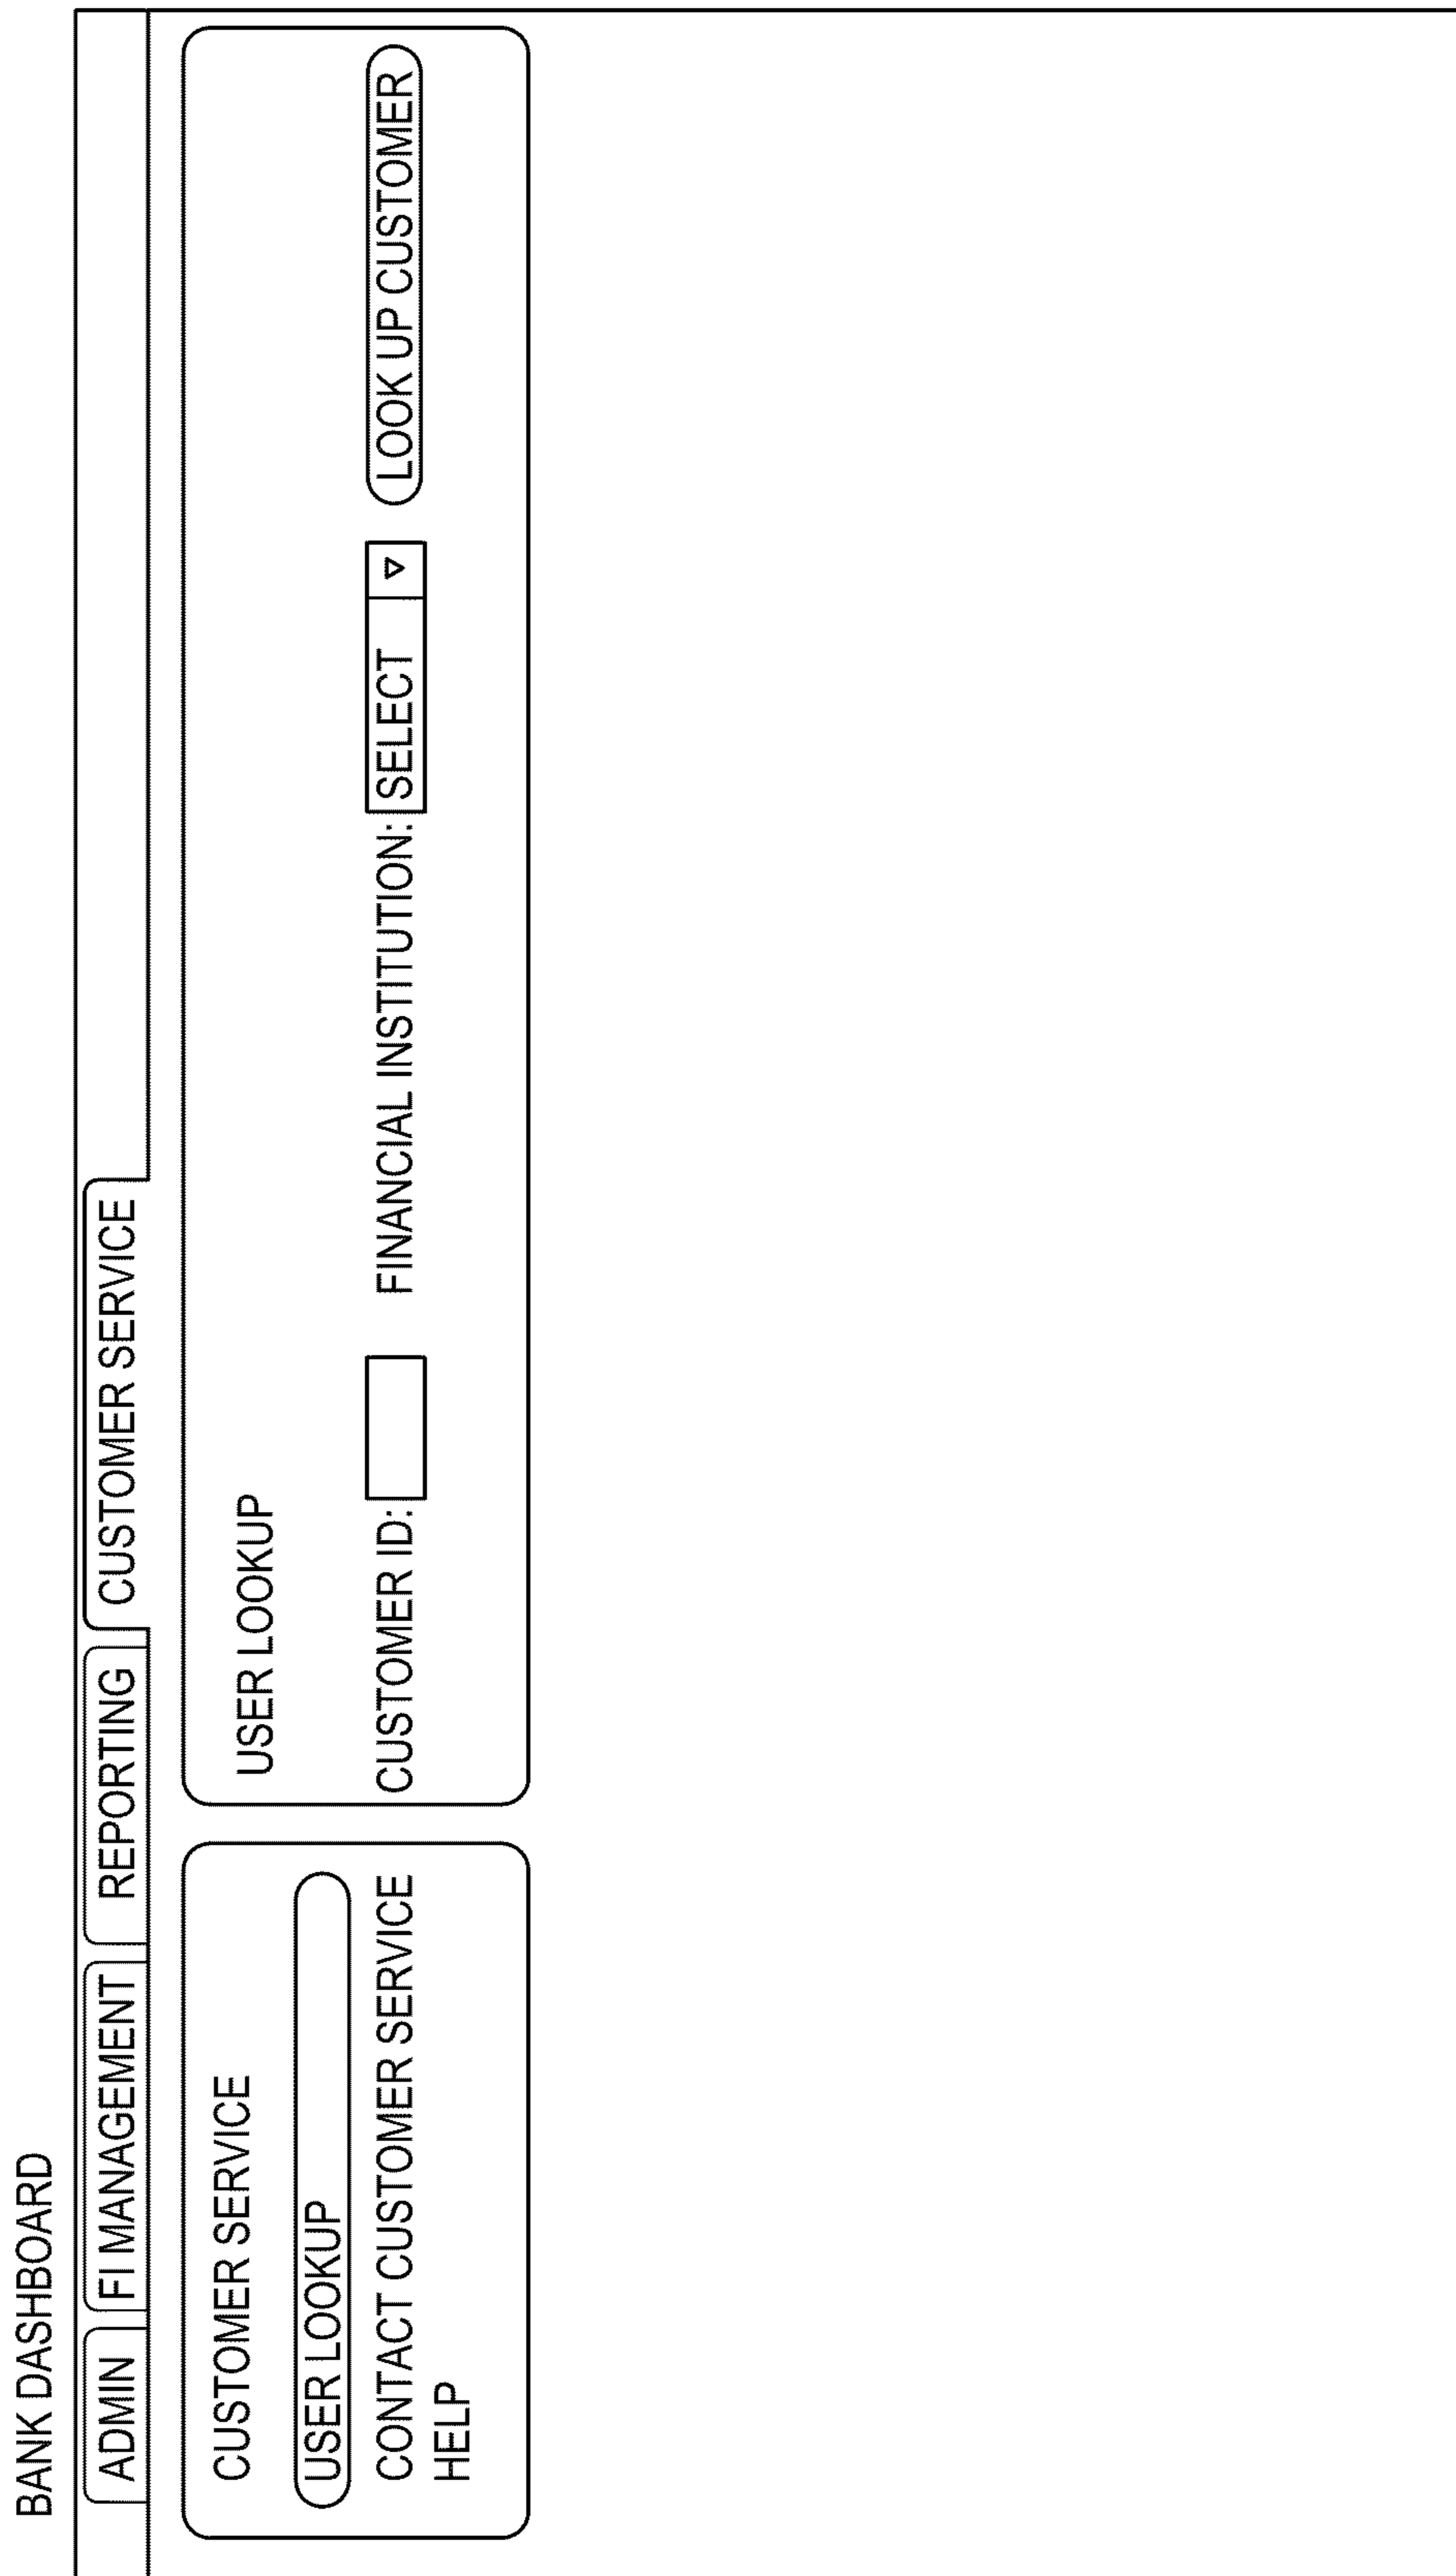 BANK DASHBOARD
ADMIN FI MANAGEMENT REPORTING CUSTOMER SERVICE
CUSTOMER SERVICE
USER LOOKUP
CONTACT CUSTOMER SERVICE
HELP
USER LOOKUP
CUSTOMER ID: FINANCIAL INSTITUTION: SELECT LOOK UP CUSTOMER